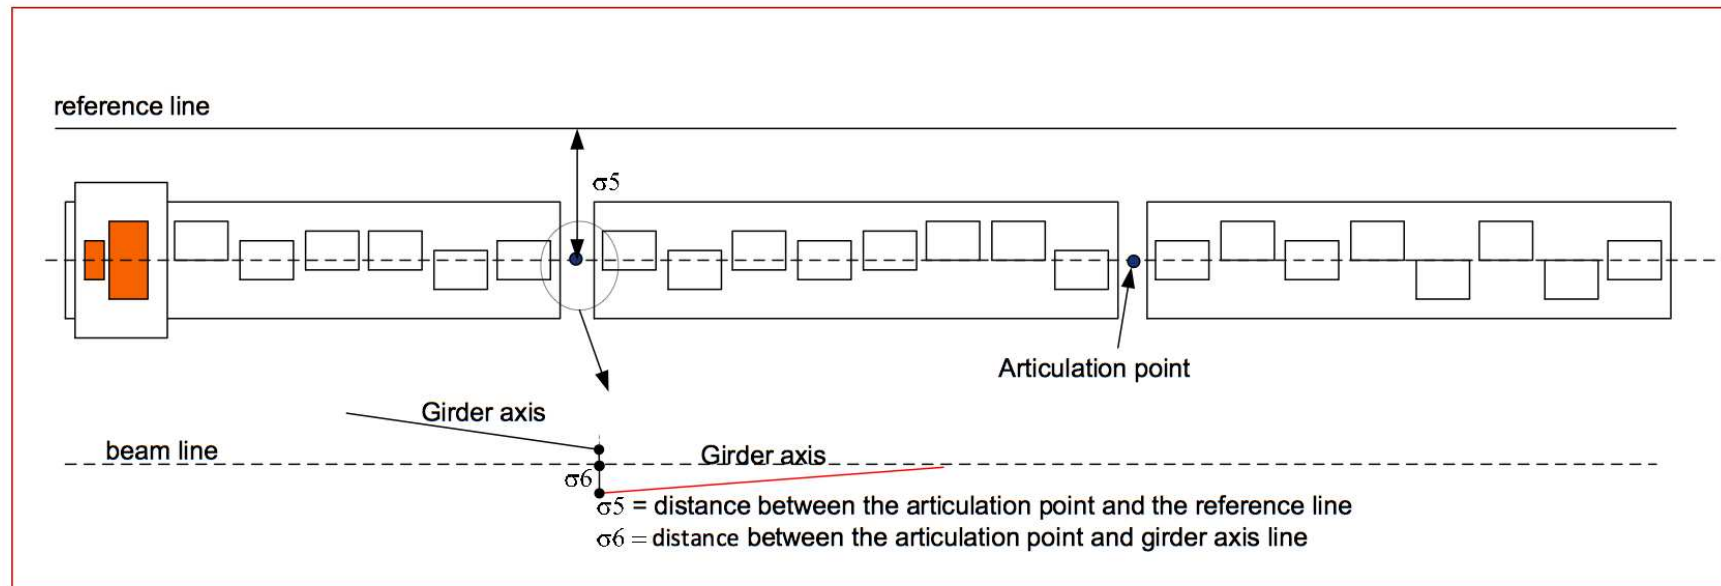 reference line
σ5
Articulation point
Girder axis
beam line
Girder axis
σ6
σ5 = distance between the articulation point and the reference line
σ6 = distance between the articulation point and girder axis line